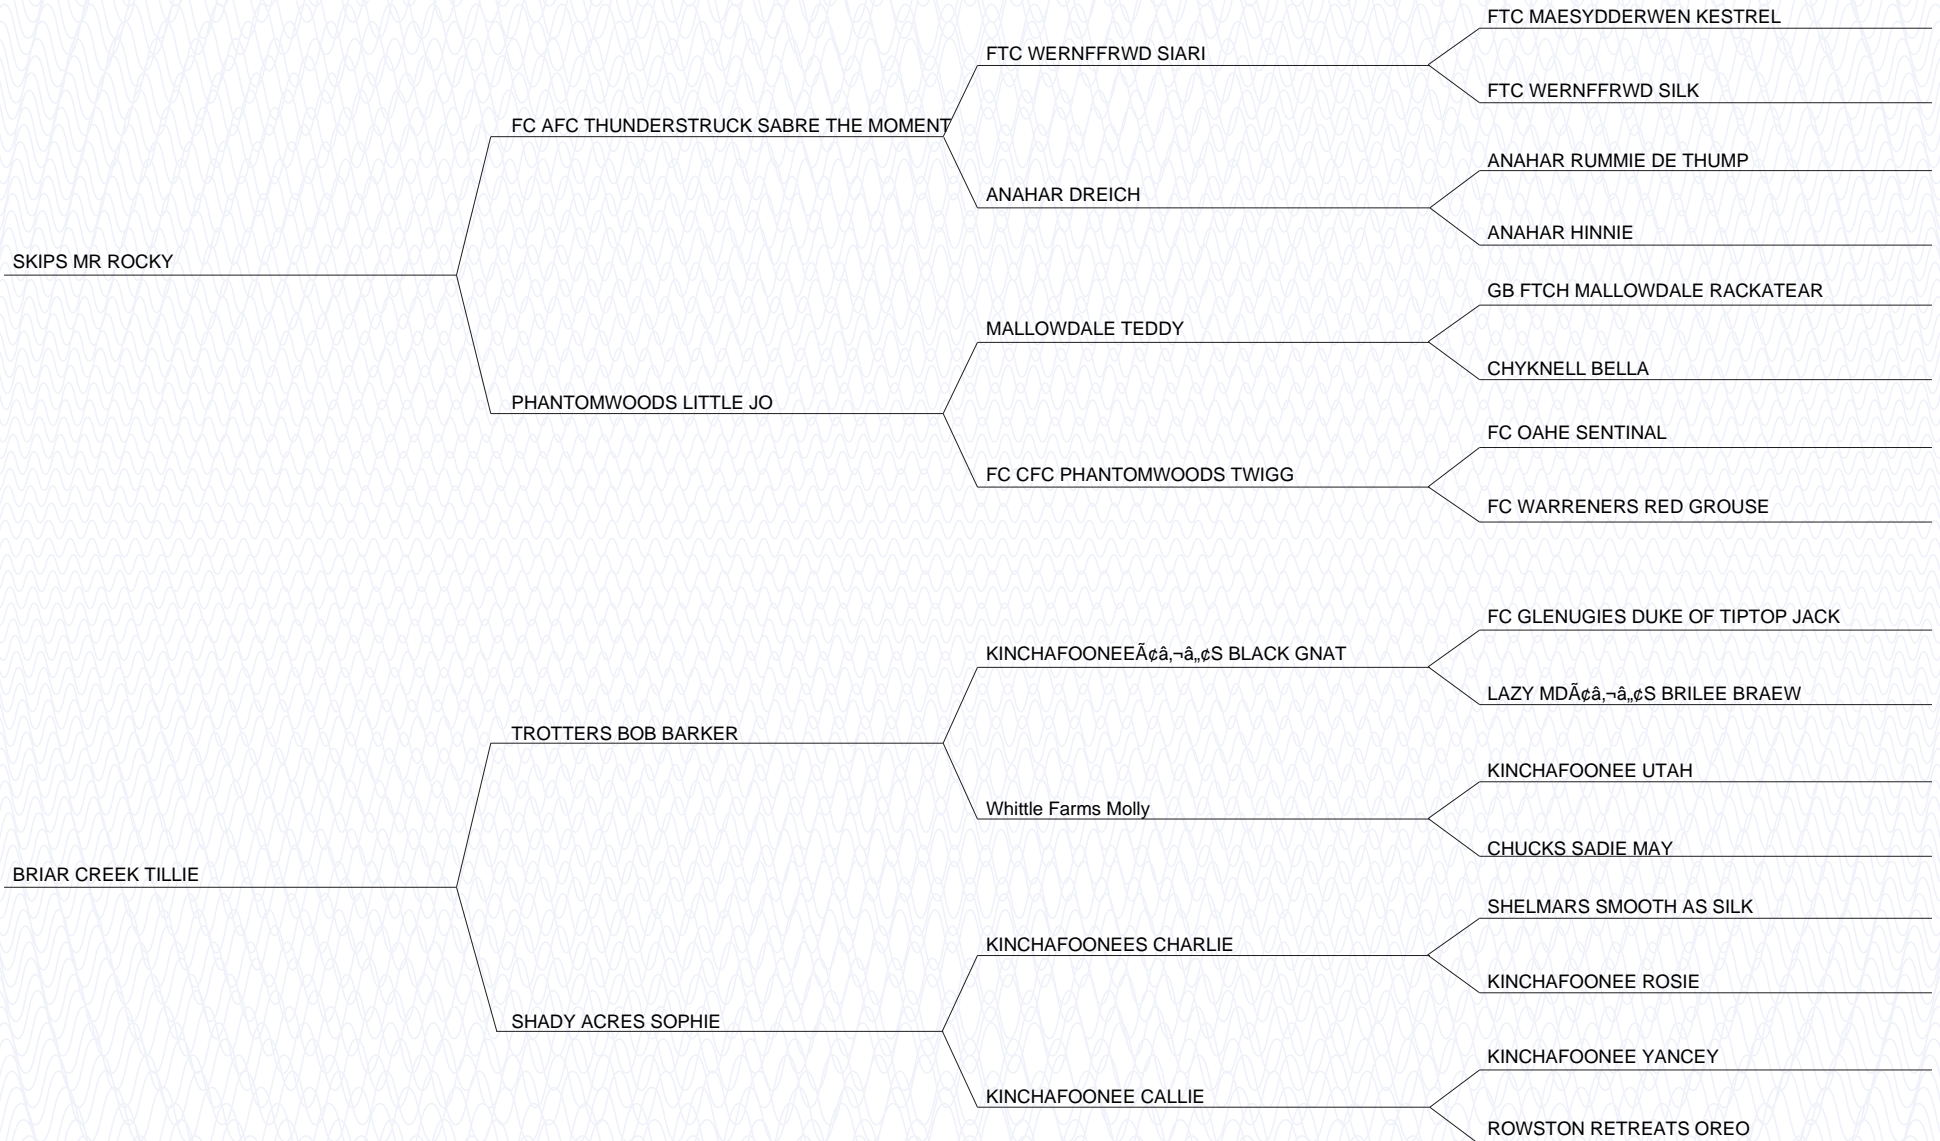 FTC MAESYDDERWEN KESTREL
FTC WERNFFRWD SIARI
FTC WERNFFRWD SILK
FC AFC THUNDERSTRUCK SABRE THE MOMENT
ANAHAR RUMMIE DE THUMP
ANAHAR DREICH
ANAHAR HINNIE
SKIPS MR ROCKY
GB FTCH MALLOWDALE RACKATEAR
MALLOWDALE TEDDY
CHYKNELL BELLA
PHANTOMWOODS LITTLE JO
FC OAHE SENTINAL
FC CFC PHANTOMWOODS TWIGG
FC WARRENERS RED GROUSE
FC GLENUGIES DUKE OF TIPTOP JACK
KINCHAFOONEEÃ¢â‚¬â„¢S BLACK GNAT
LAZY MDÃ¢â‚¬â„¢S BRILEE BRAEW
TROTTERS BOB BARKER
KINCHAFOONEE UTAH
Whittle Farms Molly
CHUCKS SADIE MAY
BRIAR CREEK TILLIE
SHELMARS SMOOTH AS SILK
KINCHAFOONEES CHARLIE
KINCHAFOONEE ROSIE
SHADY ACRES SOPHIE
KINCHAFOONEE YANCEY
KINCHAFOONEE CALLIE
ROWSTON RETREATS OREO